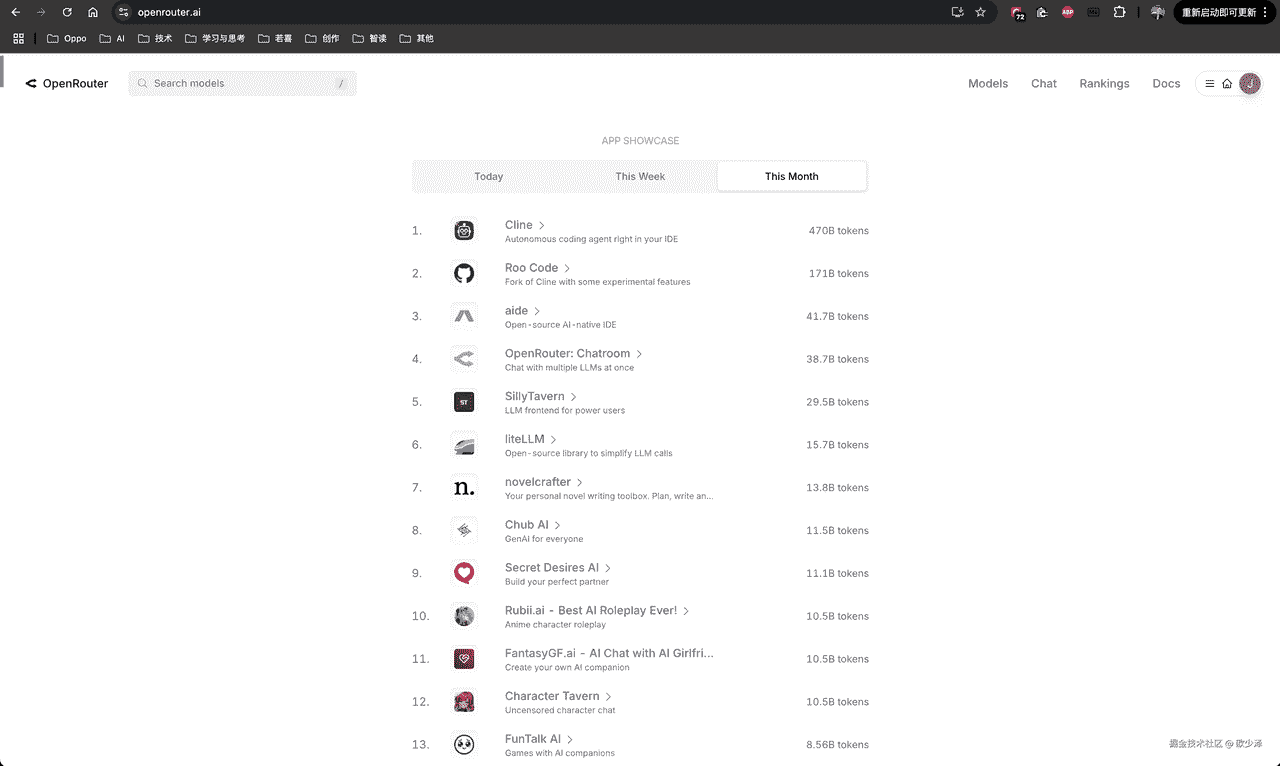 openrouter.ai
72
ABP
重新启动即可更新
Oppo
AI
技术
学习与思考
若喜
创作
智读
其他
OpenRouter
Search models
/
Models
Chat
Rankings
Docs
APP SHOWCASE
Today
This Week
This Month
1.
Cline
470B tokens
Autonomous coding agent right in your IDE
2.
Roo Code
171B tokens
Fork of Cline with some experimental features
3.
aide
41.7B tokens
Open-source AI-native IDE
4.
OpenRouter: Chatroom
38.7B tokens
Chat with multiple LLMs at once
5.
ST
SillyTavern
29.5B tokens
LLM frontend for power users
6.
liteLLM
15.7B tokens
Open-source library to simplify LLM calls
7.
n.
novelcrafter
13.8B tokens
Your personal novel writing toolbox. Plan, write an...
8.
Chub AI
11.5B tokens
GenAI for everyone
9.
Secret Desires AI
11.1B tokens
Build your perfect partner
10.
Rubii.ai - Best AI Roleplay Ever!
10.5B tokens
Anime character roleplay
11.
FantasyGF.ai - AI Chat with AI Girlfri...
10.5B tokens
Create your own AI companion
12.
Character Tavern
10.5B tokens
Uncensored character chat
13.
FunTalk AI
8.56B tokens
Games with AI companions
掘金技术社区 @ 欧少泽